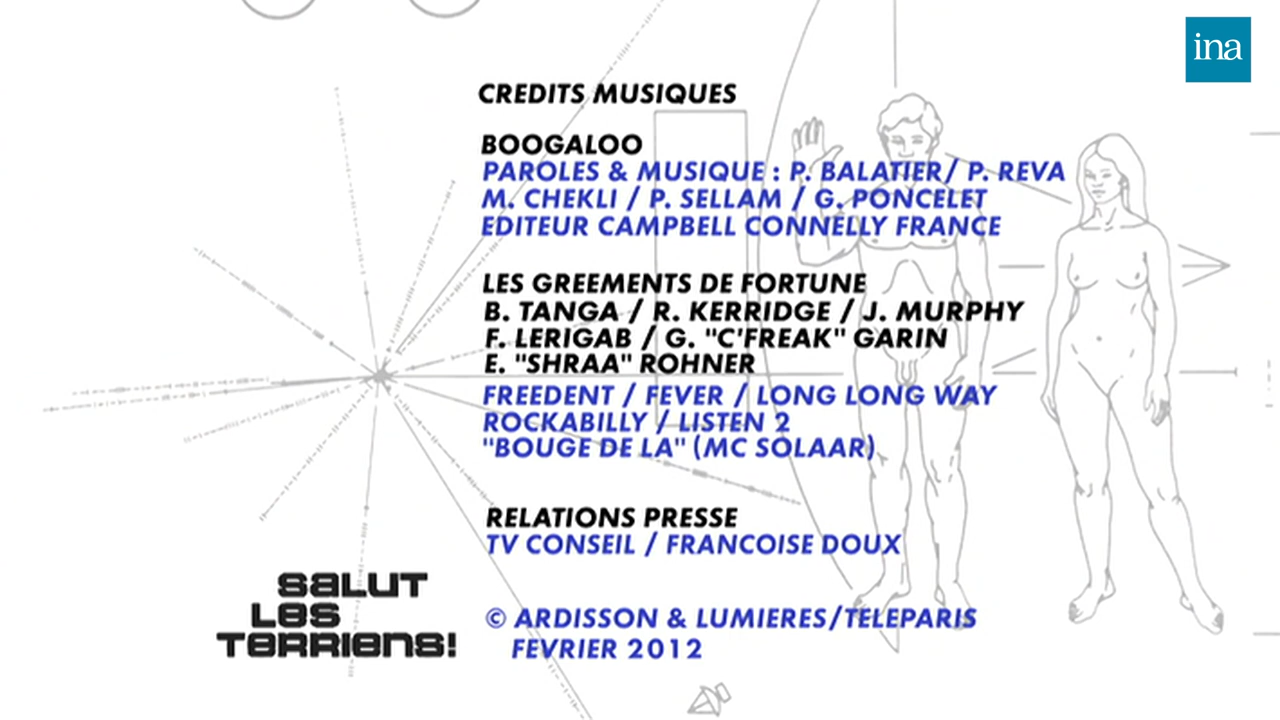 ina
CREDITS MUSIQUES
BOOGALOO
PAROLES & MUSIQUE : P. BALATIER/ P. REVA
M. CHEKLI / P. SELLAM / G. PONCELET
EDITEUR CAMPBELL CONNELLY FRANCE
LES GREEMENTS DE FORTUNE
B. TANGA / R. KERRIDGE / J. MURPHY
F. LERIGAB / G. "C'FREAK" GARIN
E. "SHRAA" ROHNER
FREEDENT / FEVER / LONG LONG WAY
ROCKABILLY / LISTEN 2
"BOUGE DE LA" (MC SOLAAR)
RELATIONS PRESSE
TV CONSEIL / FRANCOISE DOUX
SALUT
LES
TERRIENS!
© ARDISSON & LUMIERES/TELEPARIS
FEVRIER 2012